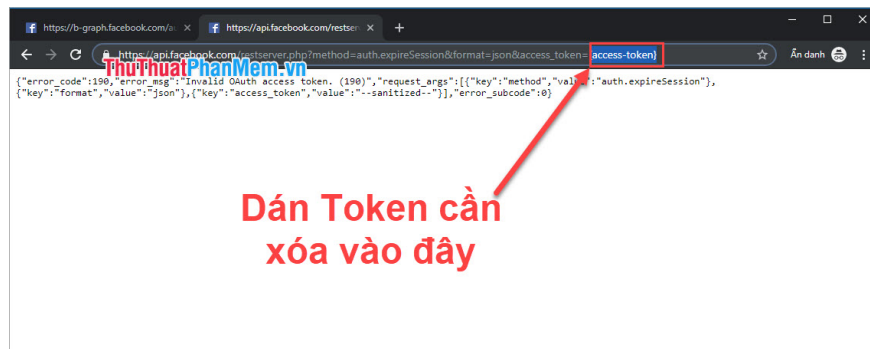 https://b-graph.facebook.com/a
https://api.facebook.com/restser
https://api.facebook.com/restserver.php?method=auth.expireSession&format=json&access_token={access-token}
Ẩn danh
ThuThuatPhanMem.vn
{"error_code":190,"error_msg":"Invalid OAuth access token. (190)","request_args":[{"key":"method","value":"auth.expireSession"},
{"key":"format","value":"json"},{"key":"access_token","value":"--sanitized--"}],"error_subcode":0}
Dán Token cần
xóa vào đây